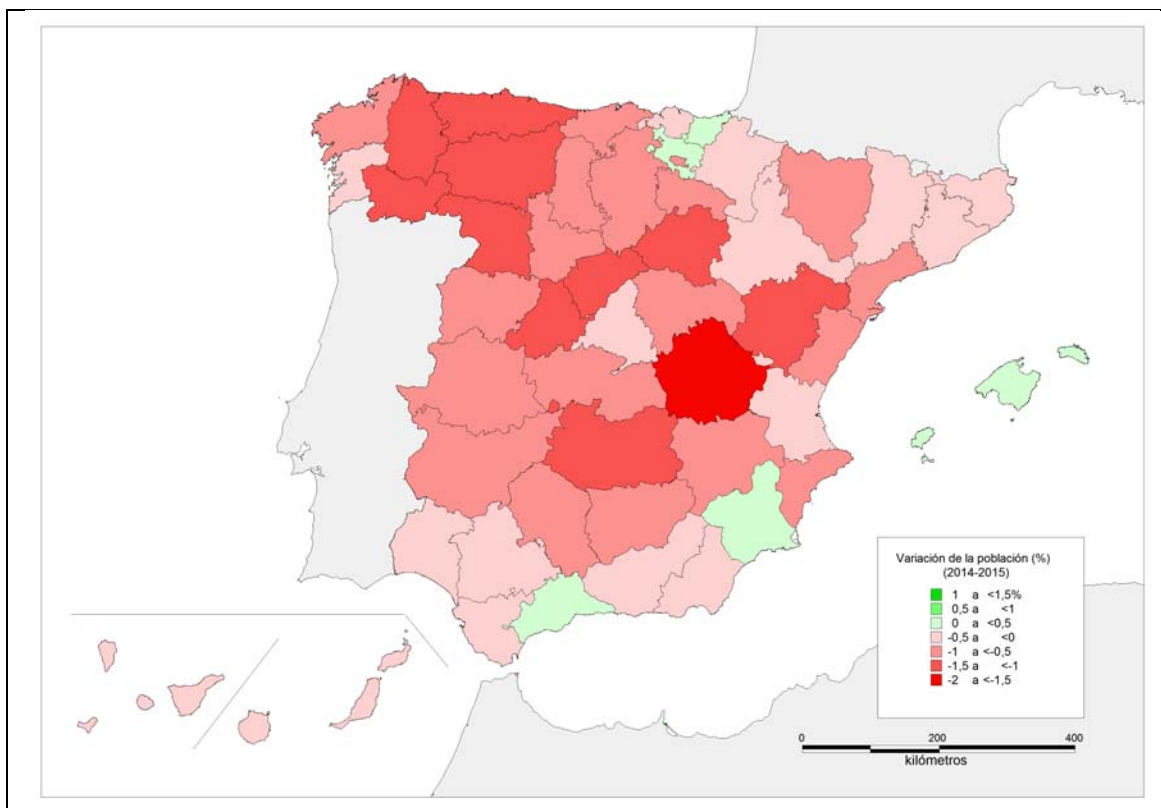 Variación de la población (%)
(2014-2015)
1 a <1,5%
0,5 a <1
0 a <0,5
-0,5 a <0
-1 a <-0,5
-1,5 a <-1
-2 a <-1,5
0 200 400
kilómetros